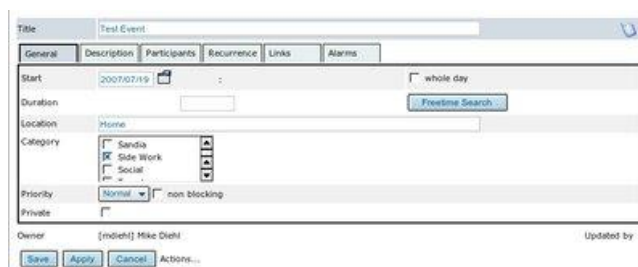 Title Test Event
General Description Participants Recurrence Links Alarms
Start 2007/07/19 : whole day
Duration Freetime Search
Location Home
Category Sandia
Side Work
Social
Priority Normal non blocking
Private
Owner [mdiehl] Mike Diehl Updated by
Save Apply Cancel Actions...